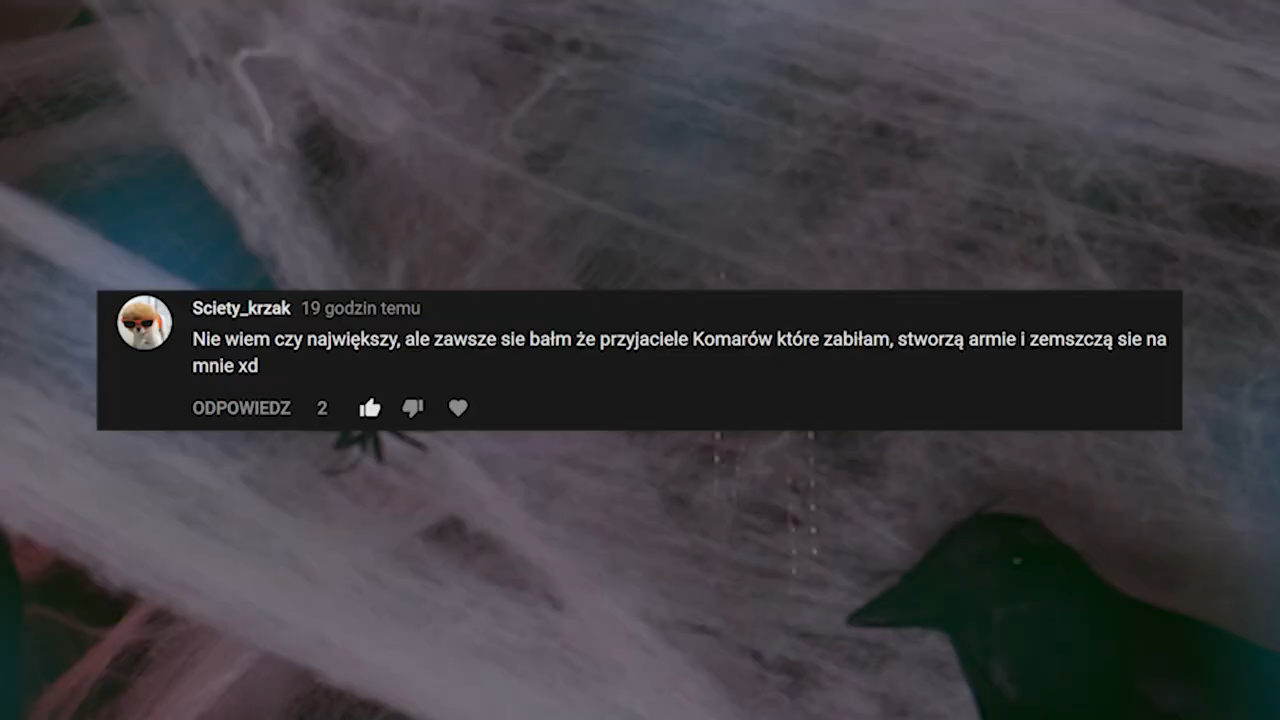 Sciety_krzak 19 godzin temu
Nie wiem czy największy, ale zawsze sie bałm że przyjaciele Komarów które zabiłam, stworzą armie i zemszczą sie na
mnie xd
ODPOWIEDZ 2